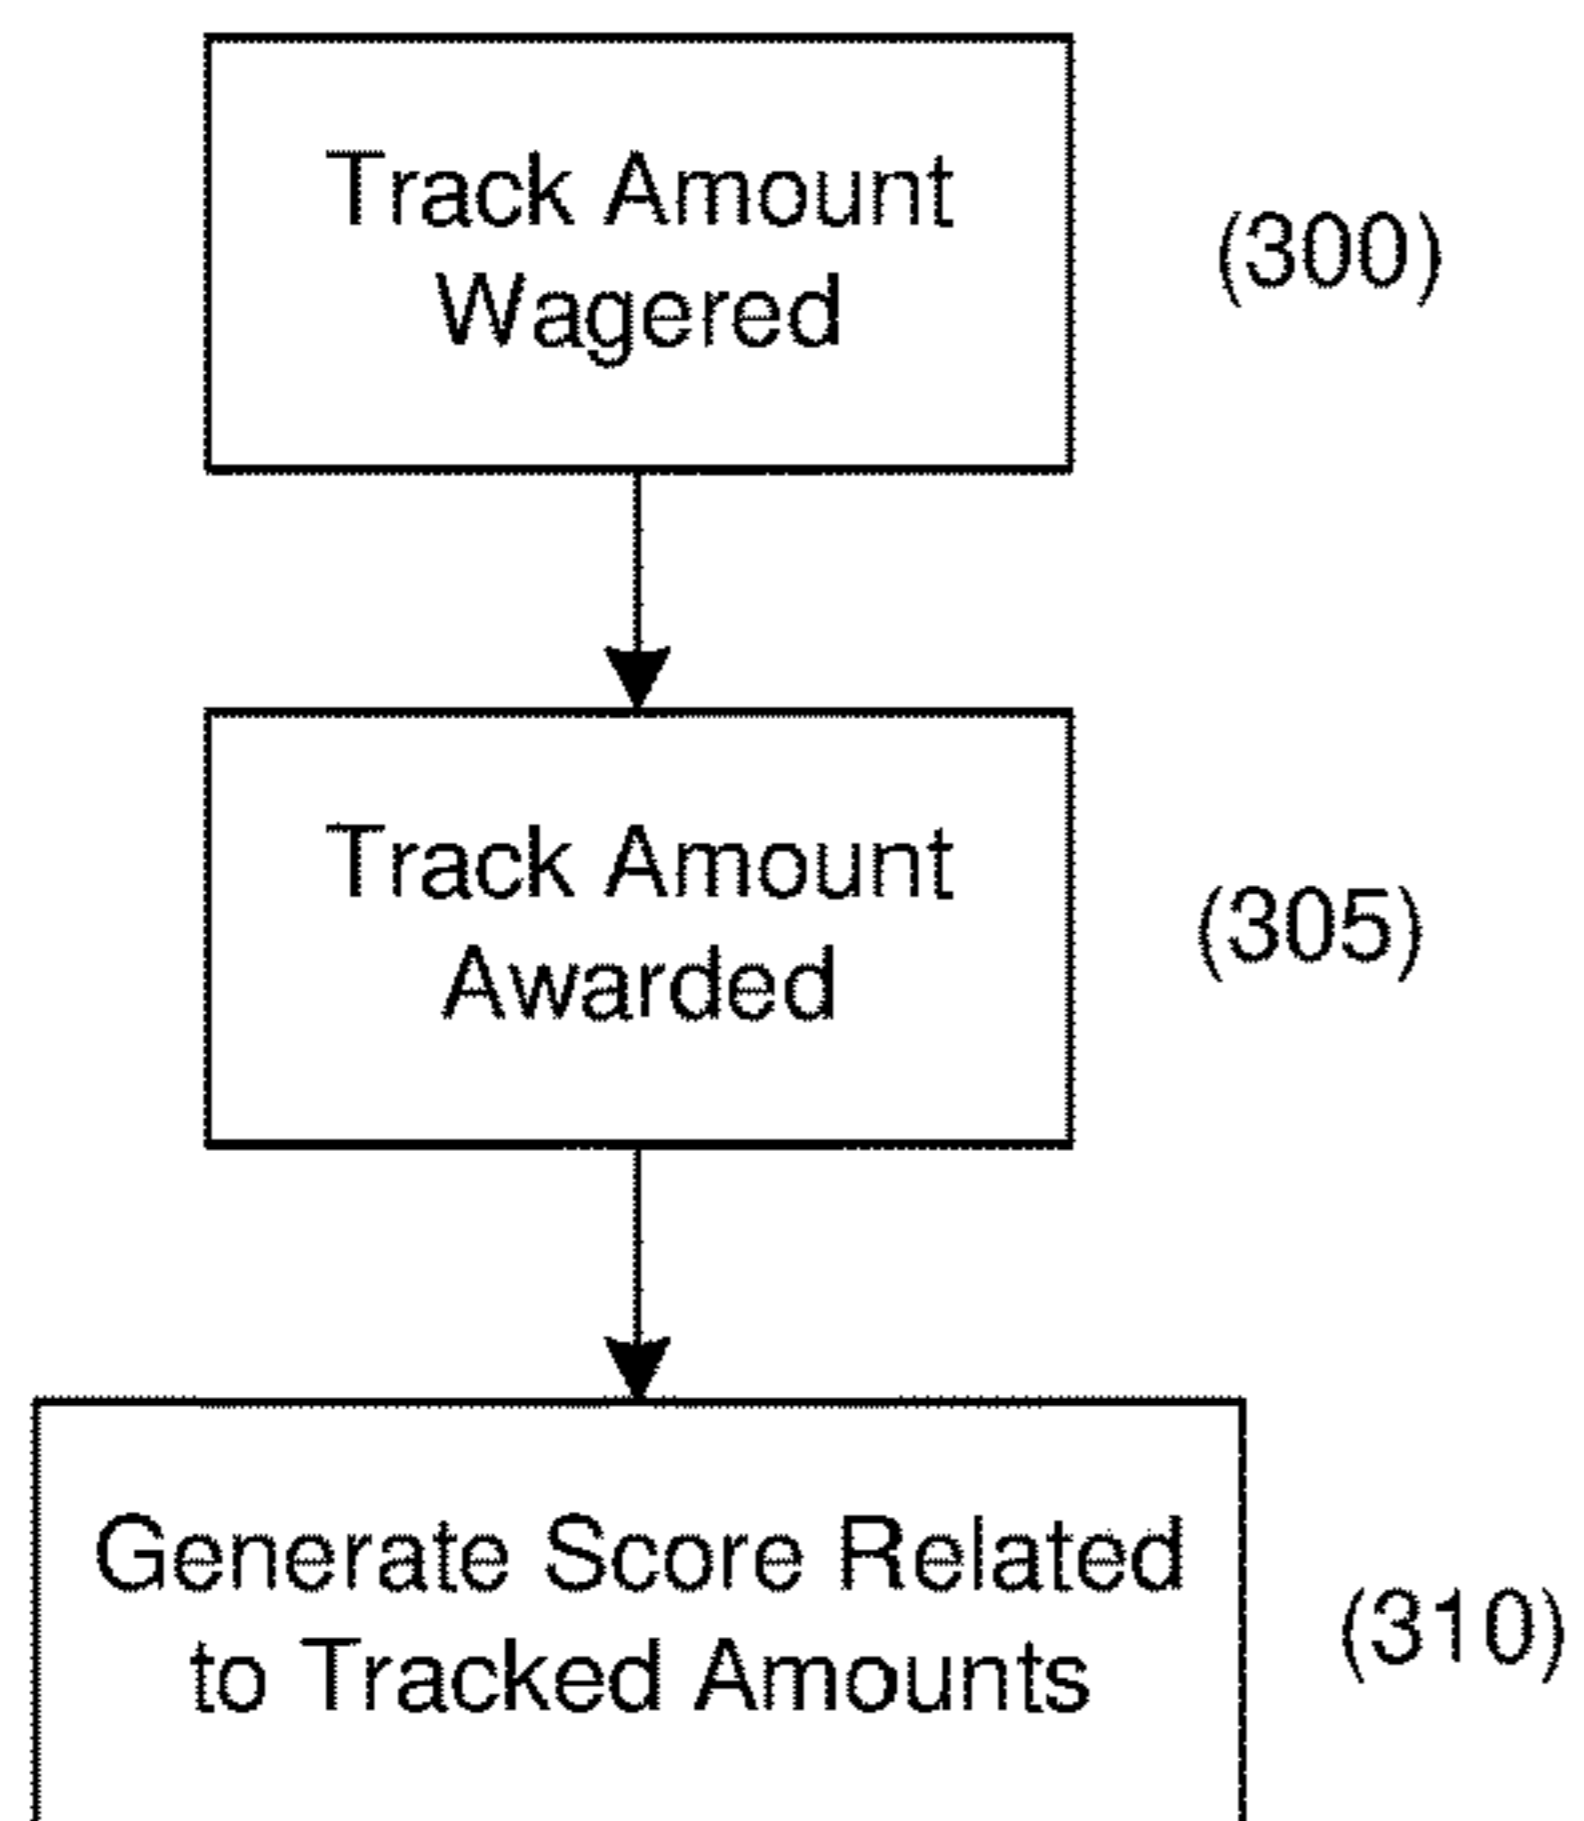 Track Amount
Wagered
(300)
Track Amount
Awarded
(305)
Generate Score Related
to Tracked Amounts
(310)